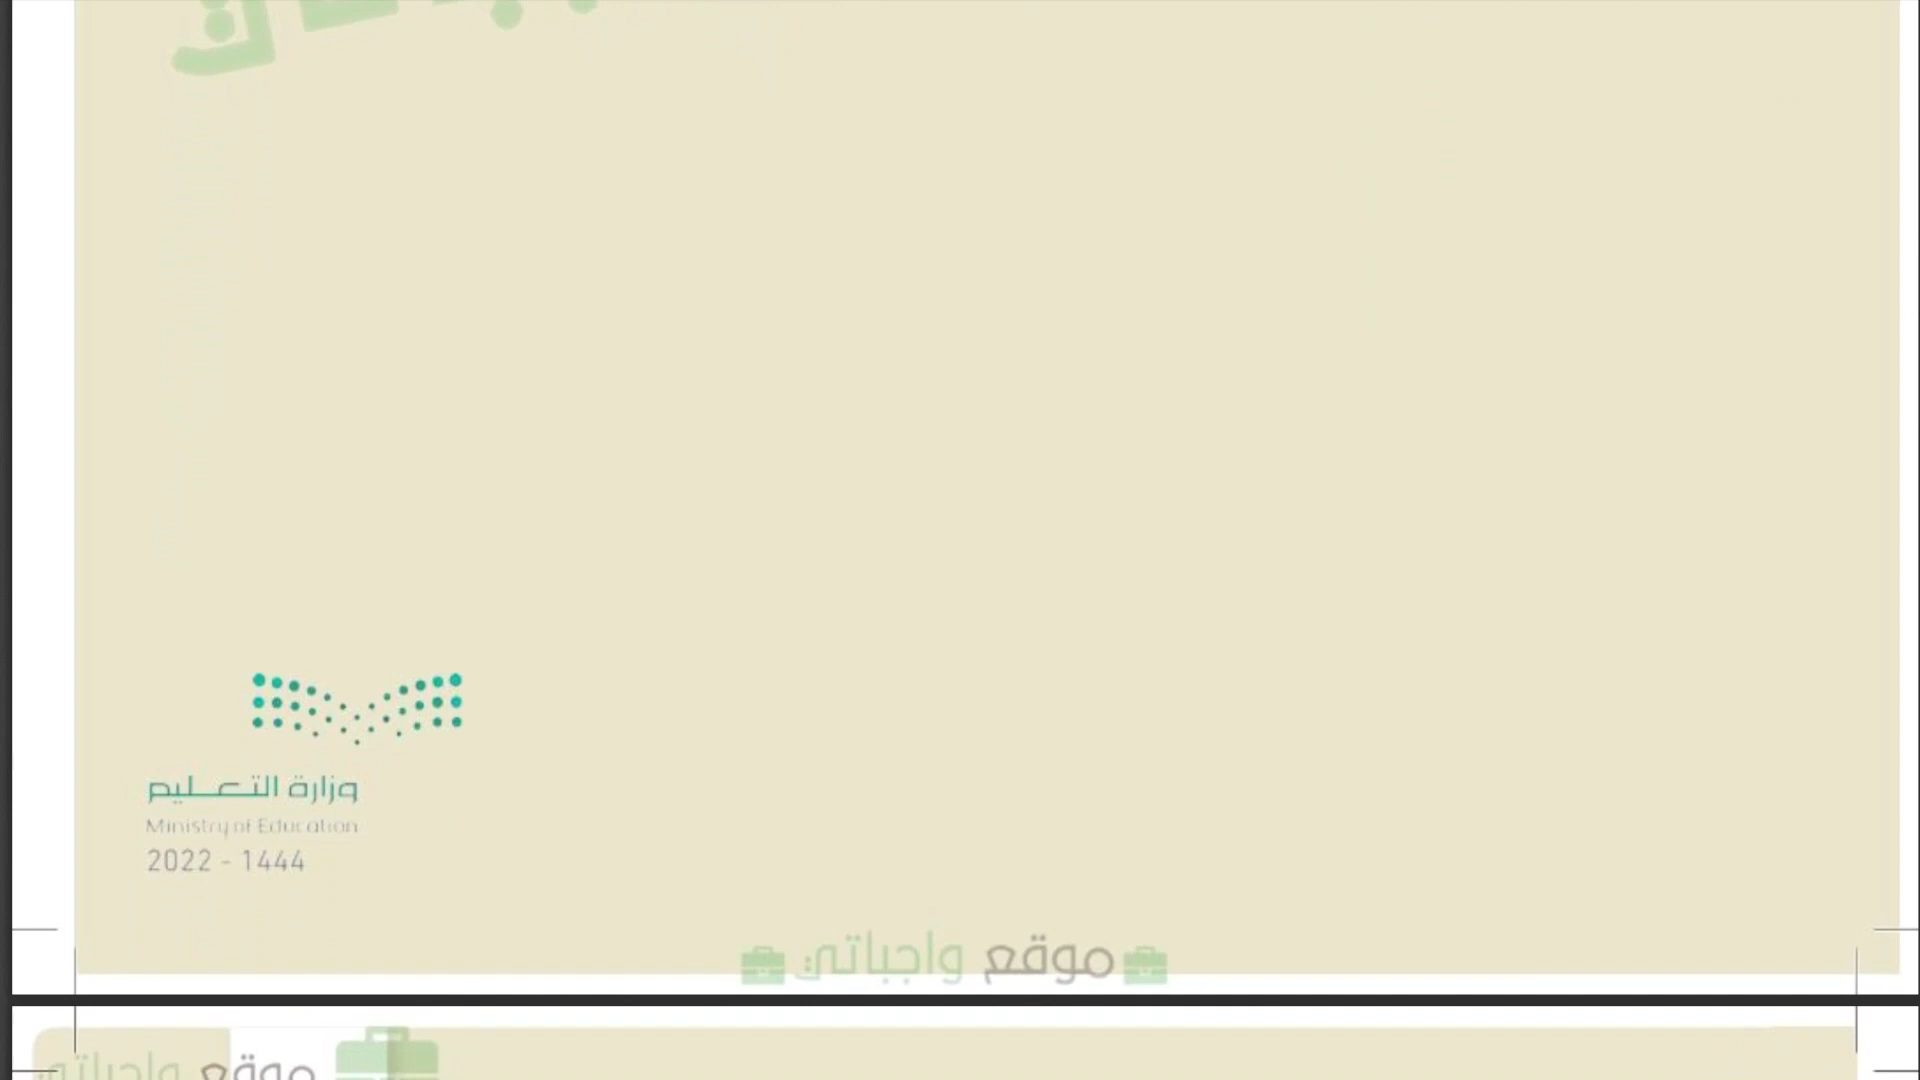 وزارة التعليم
Ministry of Education
2022 - 1444
موقع واجباتي
موقع واجباتي